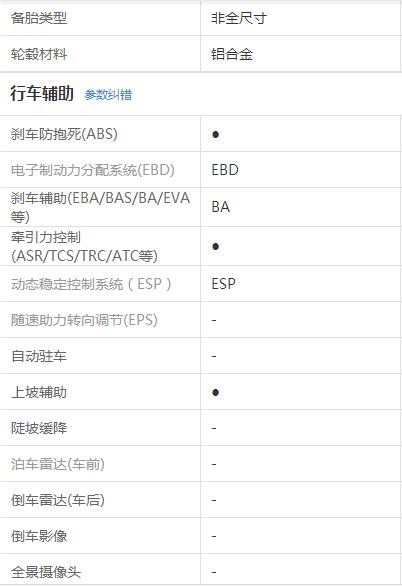 备胎类型 非全尺寸
轮毂材料 铝合金
行车辅助 参数纠错
刹车防抱死(ABS) ●
电子制动力分配系统(EBD) EBD
刹车辅助(EBA/BAS/BA/EVA
等) BA
牵引力控制
(ASR/TCS/TRC/ATC等) ●
动态稳定控制系统（ESP） ESP
随速助力转向调节(EPS) -
自动驻车 -
上坡辅助 ●
陡坡缓降 -
泊车雷达(车前) -
倒车雷达(车后) -
倒车影像 -
全景摄像头 -